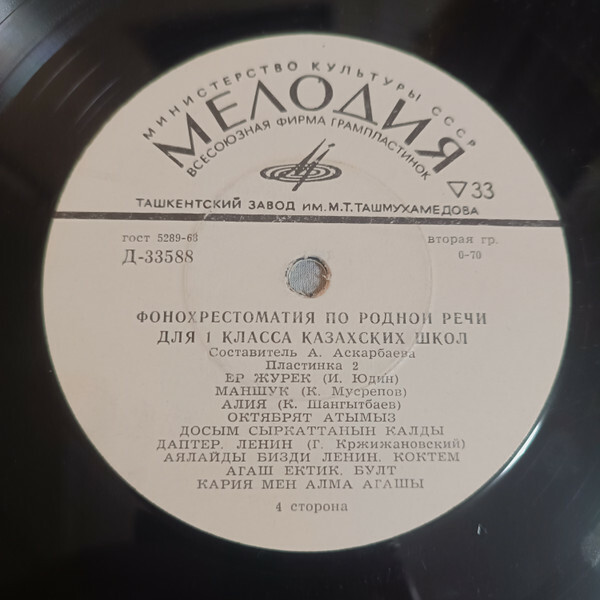 МИНИСТЕРСТВО КУЛЬТУРЫ СССР
МЕЛОДИЯ
ВСЕСОЮЗНАЯ ФИРМА ГРАМПЛАСТИНОК
▽33
ТАШКЕНТСКИЙ ЗАВОД ИМ. М.Т. ТАШМУХАМЕДОВА
гост 5289-68
вторая гр.
Д-33588
0-70
ФОНОХРЕСТОМАТИЯ ПО РОДНОЙ РЕЧИ
ДЛЯ 1 КЛАССА КАЗАХСКИХ ШКОЛ
Составитель А. Аскарбаева
Пластинка 2
ЕР ЖУРЕК (И. Юдин)
МАНШУК (К. Мусрепов)
АЛИЯ (К. Шангытбаев)
ОКТЯБРЯТ АТЫМЫЗ
ДОСЫМ СЫРКАТТАНЫН КАЛДЫ
ДАПТЕР. ЛЕНИН (Г. Кржижановский)
АЯЛАЙДЫ БИЗДИ ЛЕНИН. КОКТЕМ
АГАШ ЕКТИК. БУЛТ
КАРИЯ МЕН АЛМА АГАШЫ
4 сторона